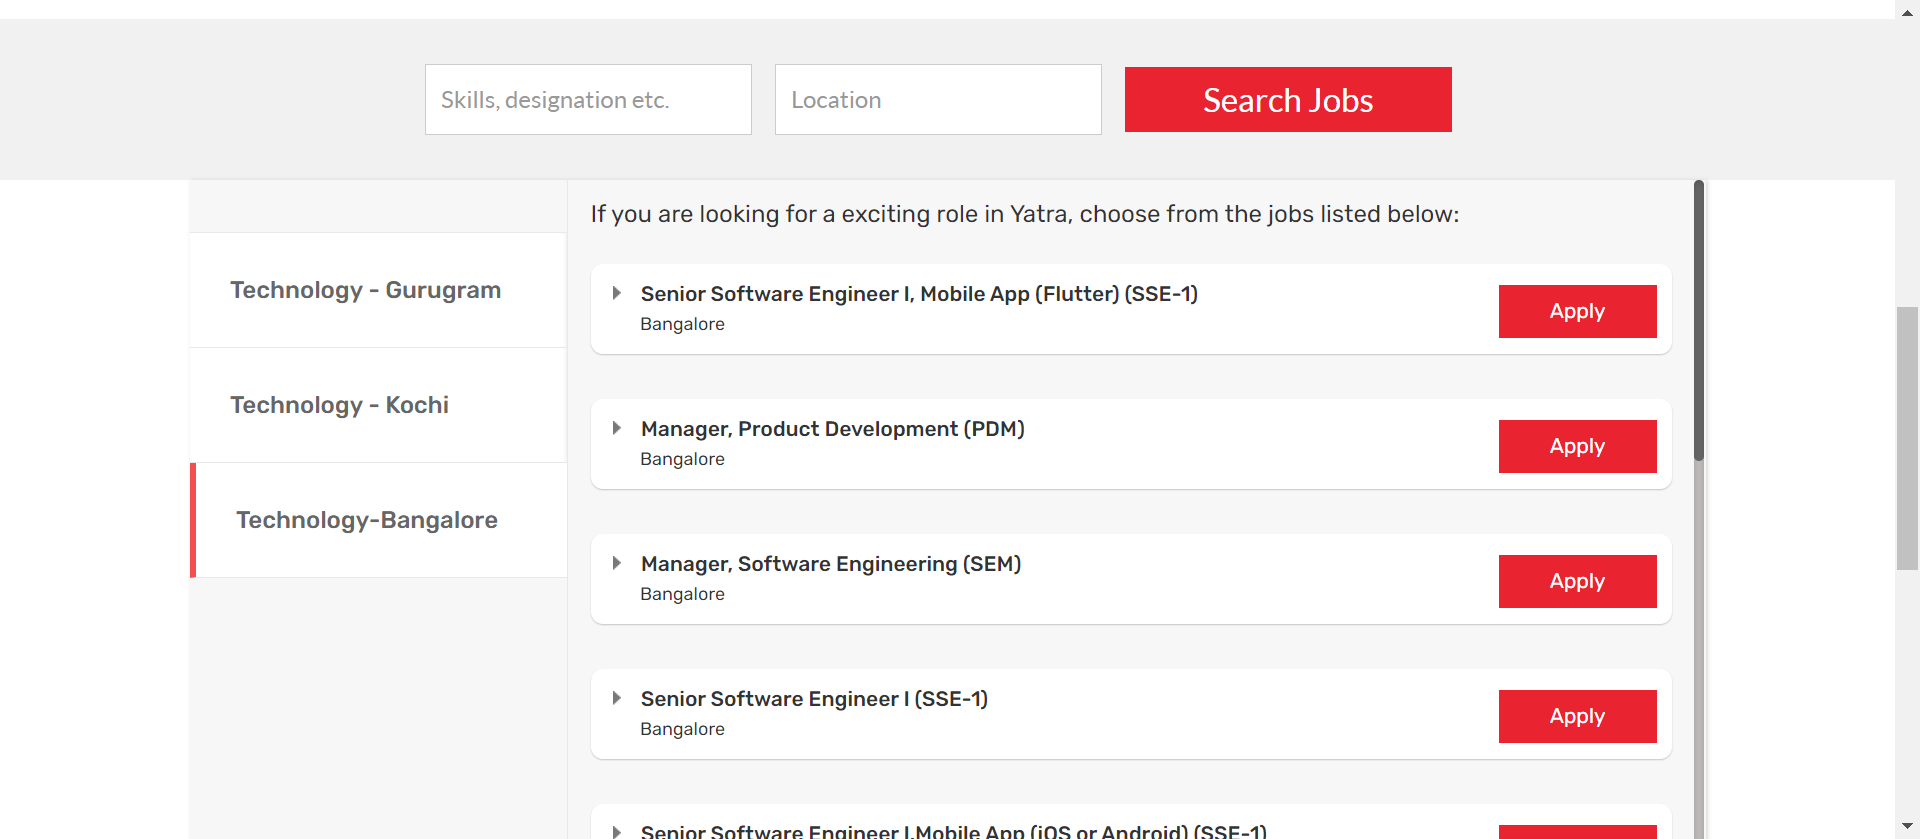 Skills, designation etc.
Location
Search Jobs
Technology - Gurugram
Technology - Kochi
Technology-Bangalore
If you are looking for a exciting role in Yatra, choose from the jobs listed below:
Senior Software Engineer I, Mobile App (Flutter) (SSE-1)
Bangalore
Apply
Manager, Product Development (PDM)
Bangalore
Apply
Manager, Software Engineering (SEM)
Bangalore
Apply
Senior Software Engineer I (SSE-1)
Bangalore
Apply
Senior Software Engineer I,Mobile App (iOS or Android) (SSE-1)